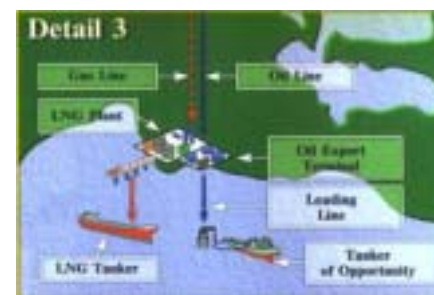 Detail 3
Gas Line
Oil Line
LNG Plant
Oil Export
Terminal
Loading
Line
LNG Tanker
Tanker
of Opportunity